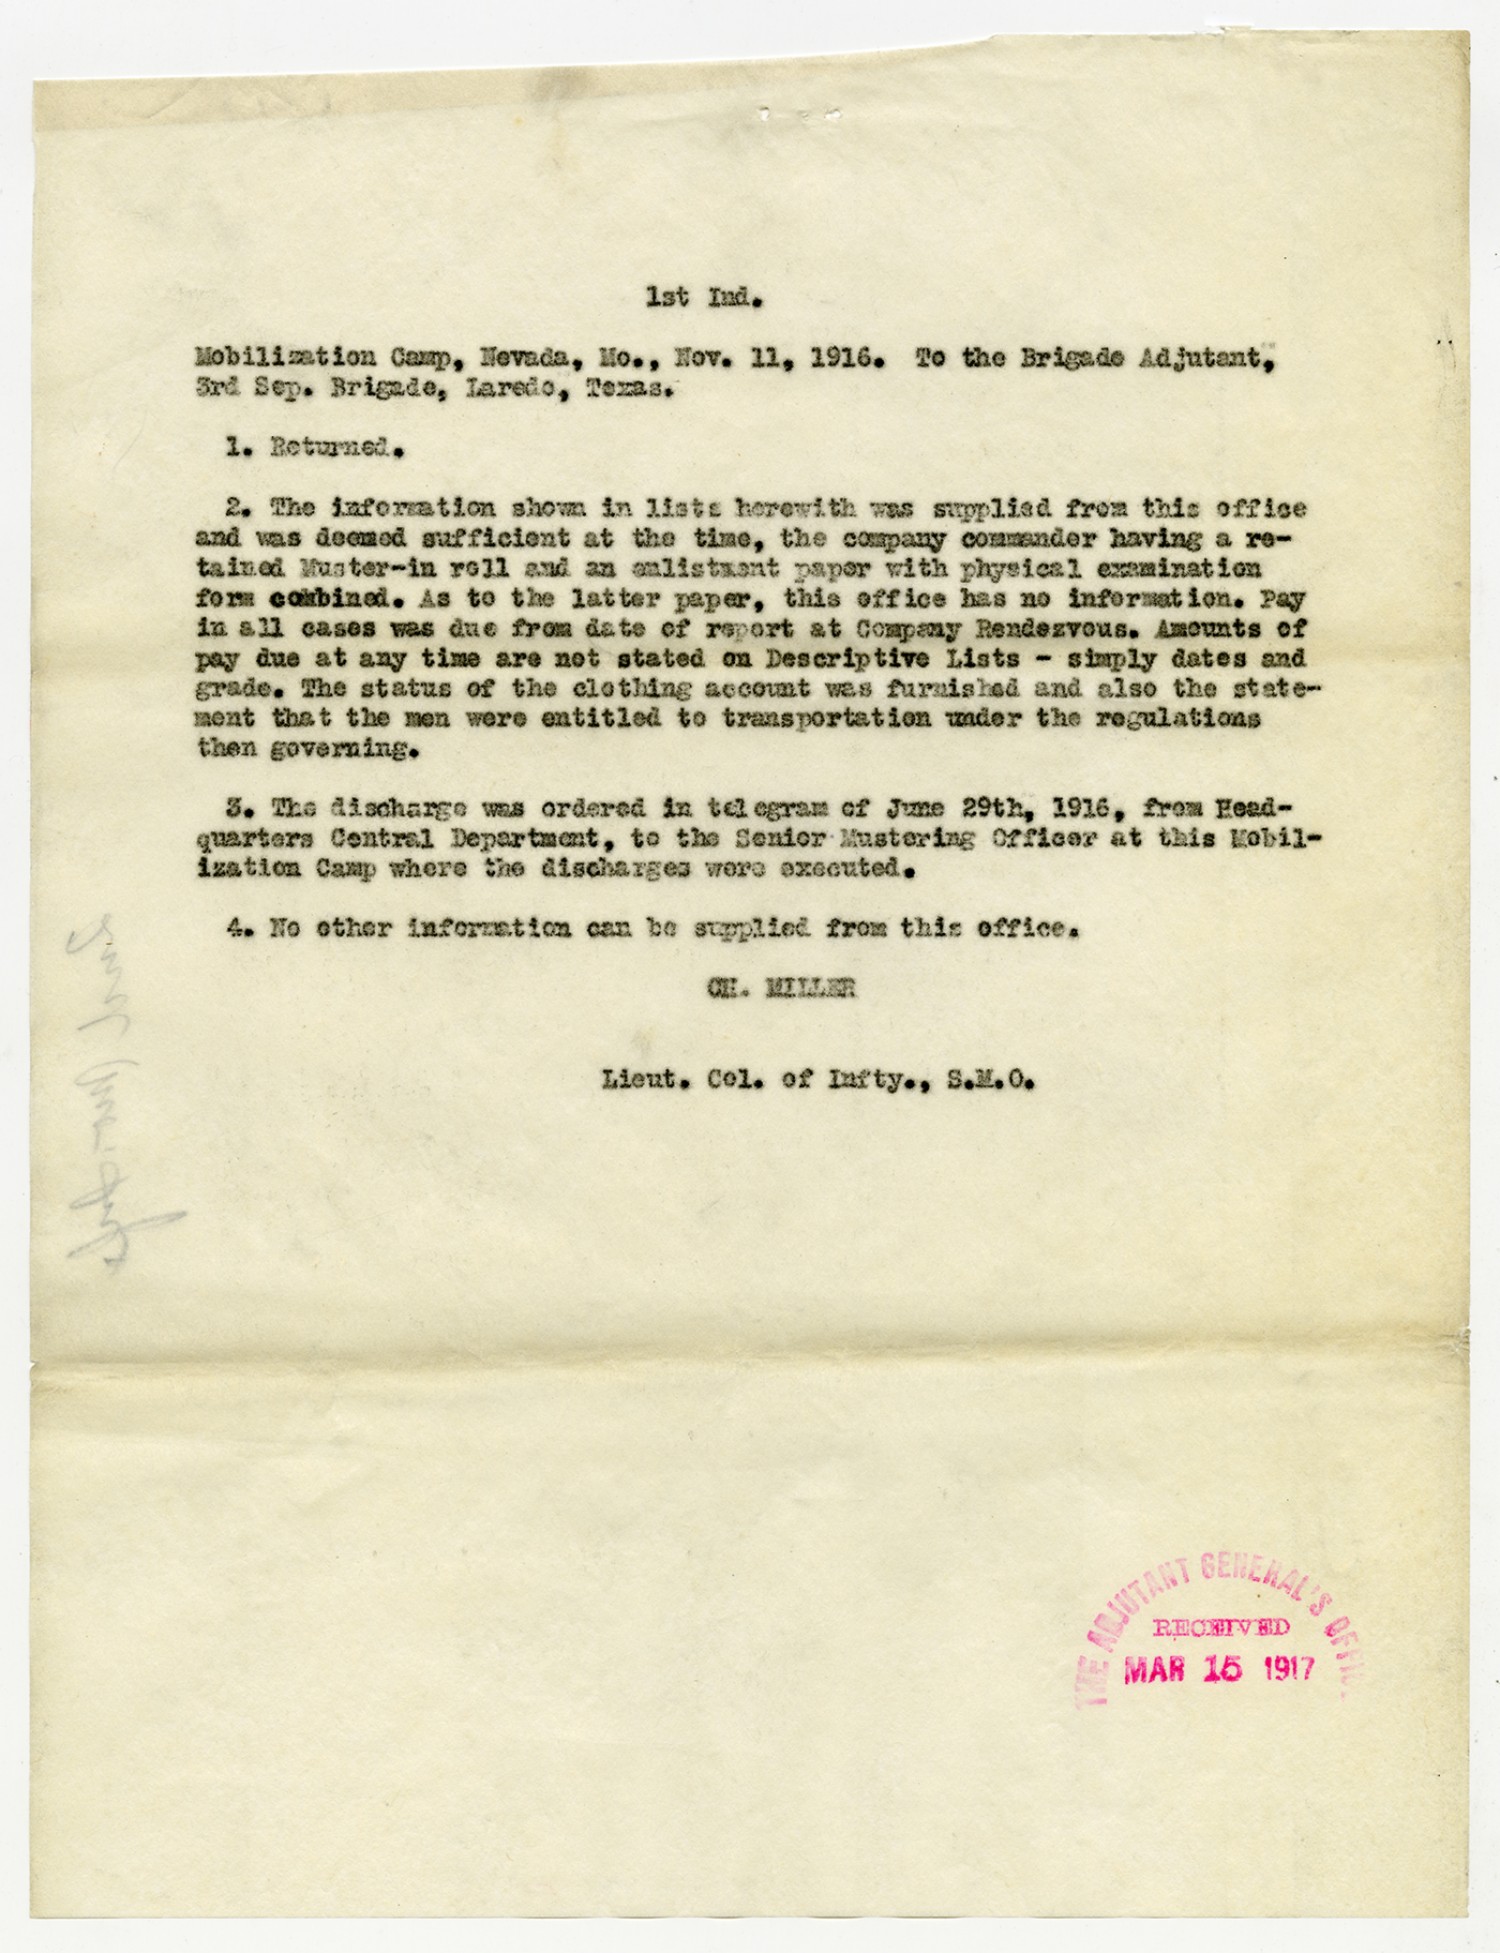 1st Ind.
Mobilization Camp, Nevada, Mo., Nov. 11, 1916. To the Brigade Adjutant,
3rd Sep. Brigade, Laredo, Texas.
1. Returned.
2. The information shown in lists herewith was supplied from this office
and was deemed sufficient at the time, the company commander having a re-
tained Muster-in roll and an enlistment paper with physical examination
form combined. As to the latter paper, this office has no information. Pay
in all cases was due from date of report at Company Rendezvous. Amounts of
pay due at any time are not stated on Descriptive Lists - simply dates and
grade. The status of the clothing account was furnished and also the state-
ment that the men were entitled to transportation under the regulations
then governing.
3. The discharge was ordered in telegram of June 29th, 1916, from Head-
quarters Central Department, to the Senior Mustering Officer at this Mobil-
ization Camp where the discharges were executed.
4. No other information can be supplied from this office.
CH. MILLER
Lieut. Col. of Infty., S.M.O.
THE ADJUTANT GENERAL'S OFFIC
RECEIVED
MAR 15 1917